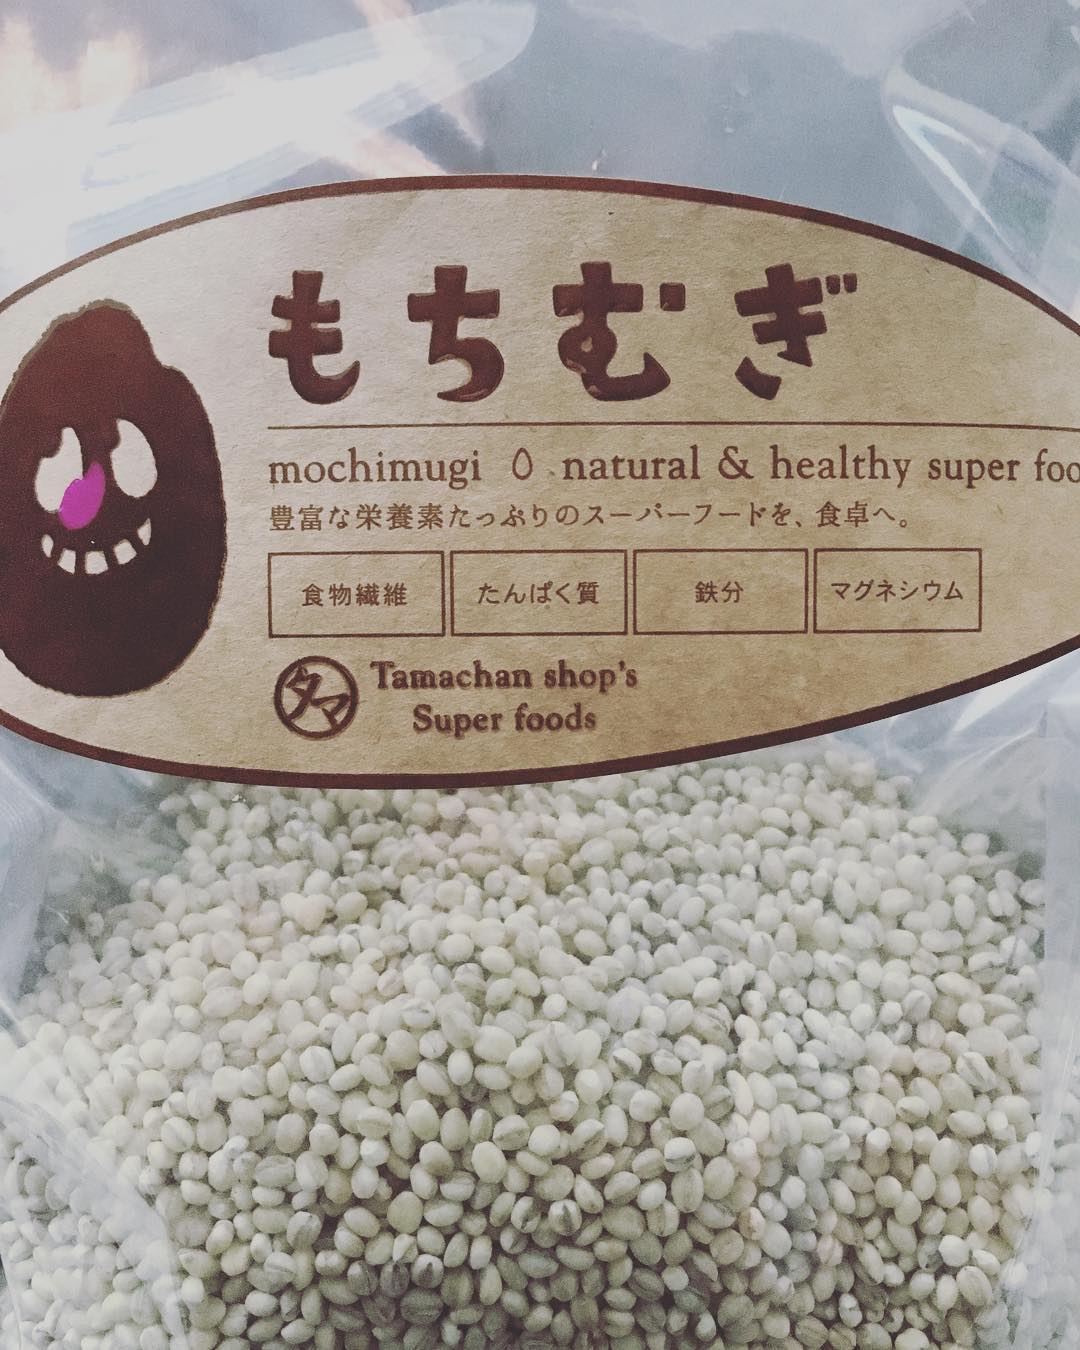 もちむぎ
mochimugi natural & healthy super foo
豊富な栄養素たっぷりのスーパーフードを、食卓へ。
食物繊維 たんぱく質 鉄分 マグネシウム
タマ Tamachan shop's
Super foods